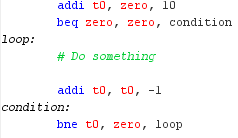 addi t0, zero, 10
beq zero, zero, condition
loop:
# Do something
addi t0, t0, -1
condition:
bne t0, zero, loop